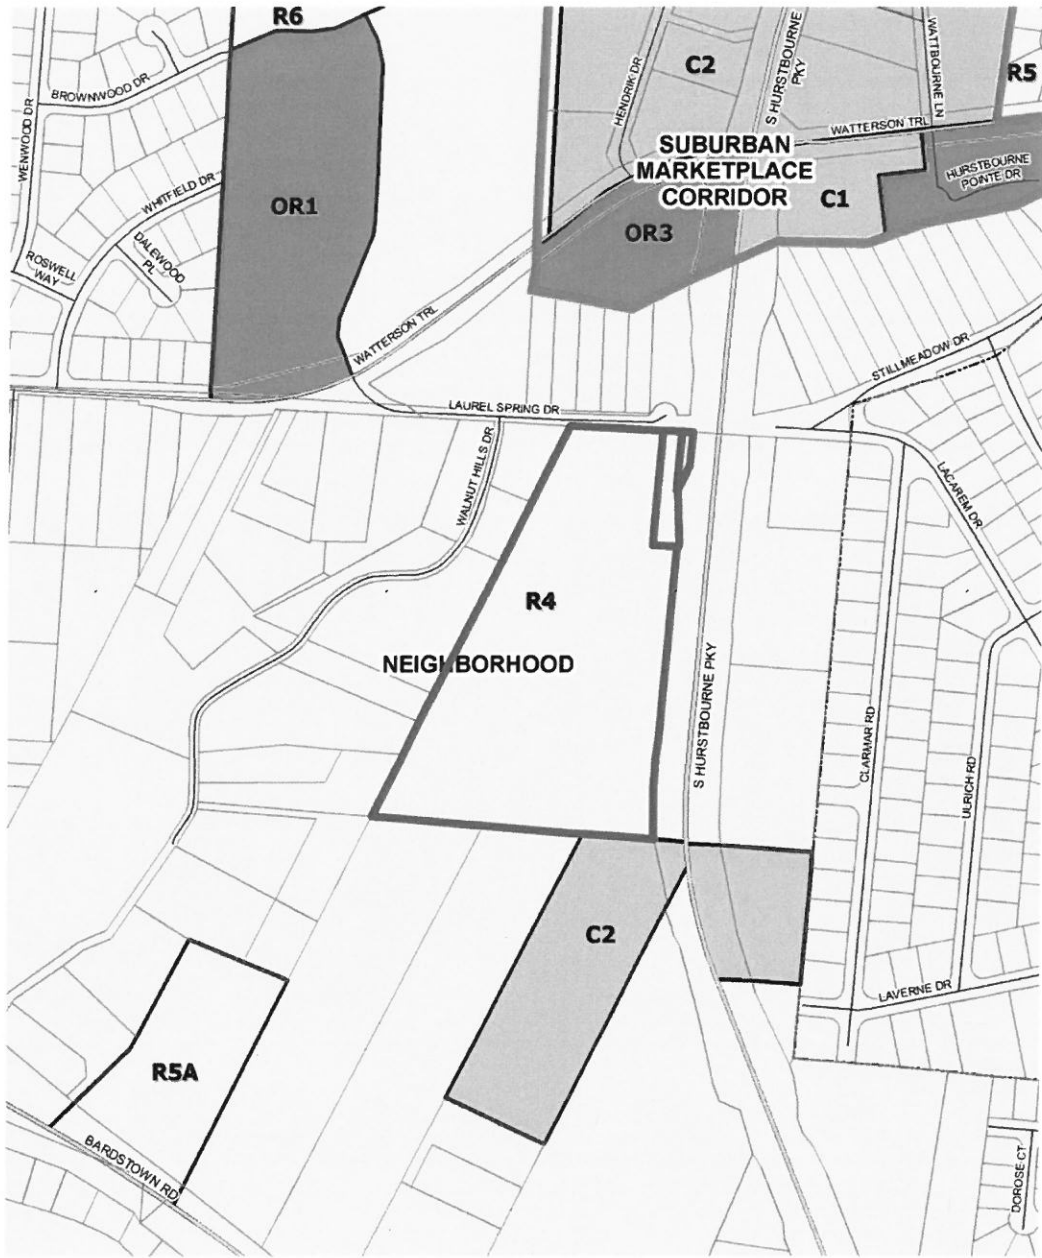 R6
C2
S HURSTBOURNE
PKY
WATTBOURNE LN
R5
BROWNWOOD DR
WENWOOD DR
HENDRIK DR
WATTERSON TRL
SUBURBAN
MARKETPLACE
CORRIDOR
HURSTBOURNE
POINTE DR
WHITFIELD DR
OR1
C1
OR3
DALEWOOD
PL
ROSWELL
WAY
WATTERSON TRL
STILLMEADOW DR
LAUREL SPRING DR
WALNUT HILLS DR
LACAREM DR
R4
NEIGHBORHOOD
S HURSTBOURNE PKY
CLARMAR RD
ULRICH RD
C2
LAVERNE DR
R5A
BARDSTOWN RD
DOROSE CT